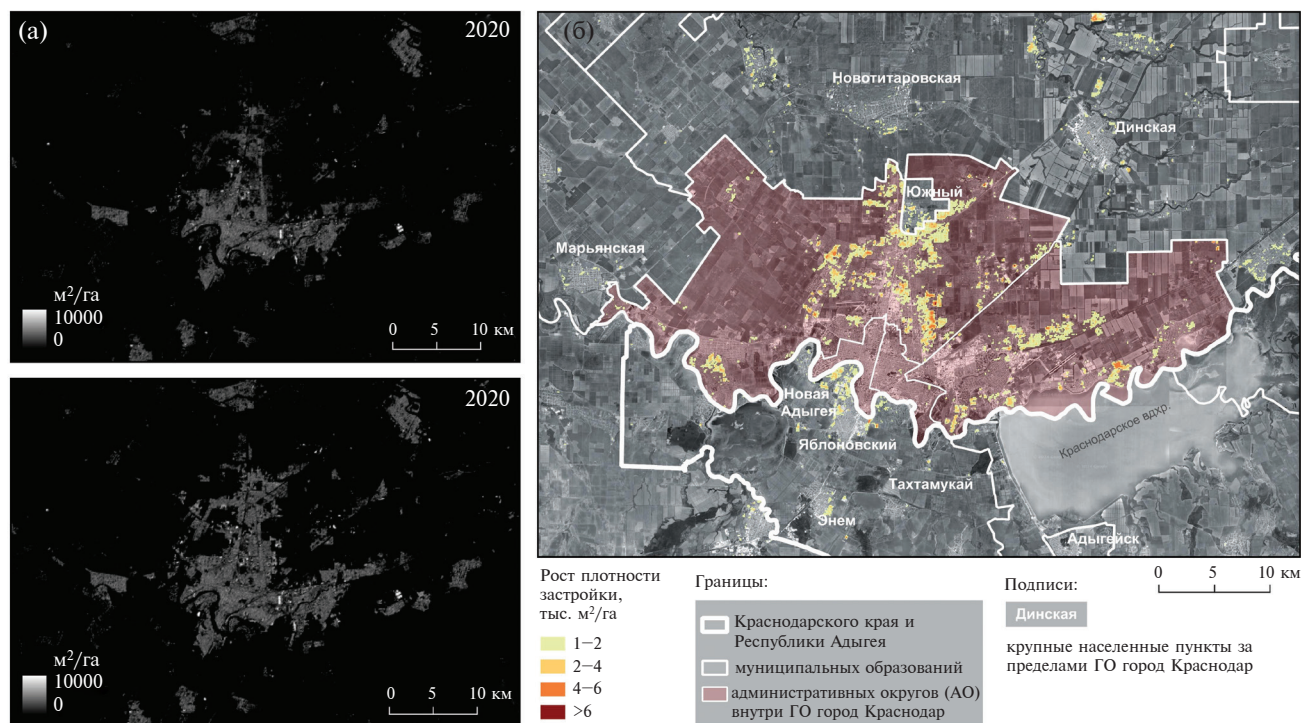 (а)
2020
м²/га
10000
0
0 5 10 км
2020
м²/га
10000
0
0 5 10 км
(б)
Новотитаровская
Динская
Южный
Марьянская
Новая
Адыгея
Яблоновский
Тахтамукай
Энем
Краснодарское вдхр.
Адыгейск
Рост плотности
застройки,
тыс. м²/га
1–2
2–4
4–6
>6
Границы:
Краснодарского края и
Республики Адыгея
муниципальных образований
административных округов (АО)
внутри ГО город Краснодар
Подписи:
0 5 10 км
Динская
крупные населенные пункты за
пределами ГО город Краснодар